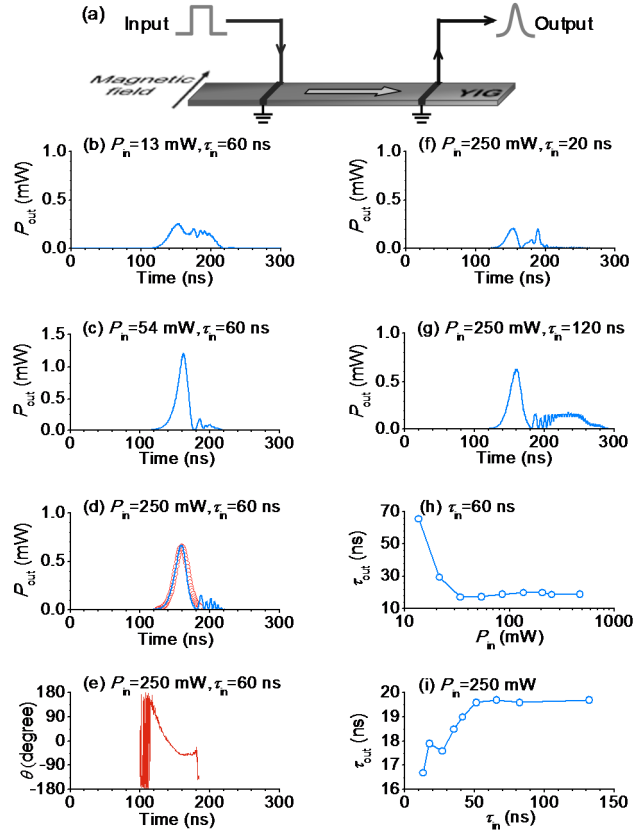 (a)
Input
Output
Magnetic
field
YIG
(b) Pin=13 mW, τin=60 ns
Pout (mW)
1.0
0.5
0.0
0 100 200 300
Time (ns)
(f) Pin=250 mW, τin=20 ns
Pout (mW)
1.0
0.5
0.0
0 100 200 300
Time (ns)
(c) Pin=54 mW, τin=60 ns
Pout (mW)
1.5
1.0
0.5
0.0
0 100 200 300
Time (ns)
(g) Pin=250 mW, τin=120 ns
Pout (mW)
1.0
0.5
0.0
0 100 200 300
Time (ns)
(d) Pin=250 mW, τin=60 ns
Pout (mW)
1.0
0.5
0.0
0 100 200 300
Time (ns)
(h) τin=60 ns
τout (ns)
70
50
30
10
10 100 1000
Pin (mW)
(e) Pin=250 mW, τin=60 ns
θ (degree)
180
90
0
-90
-180
0 100 200 300
Time (ns)
(i) Pin=250 mW
τout (ns)
20
19
18
17
16
0 50 100 150
τin (ns)